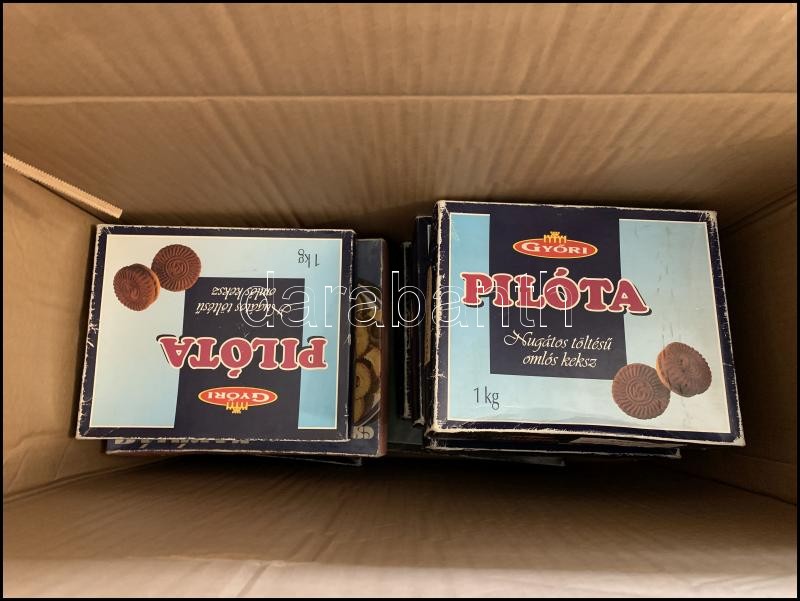 1 kg
Nugátos töltésű
omlós keksz
PILÓTA
GYŐRI
GYŐRI
PILÓTA
Nugátos töltésű
omlós keksz
1 kg
darabanth